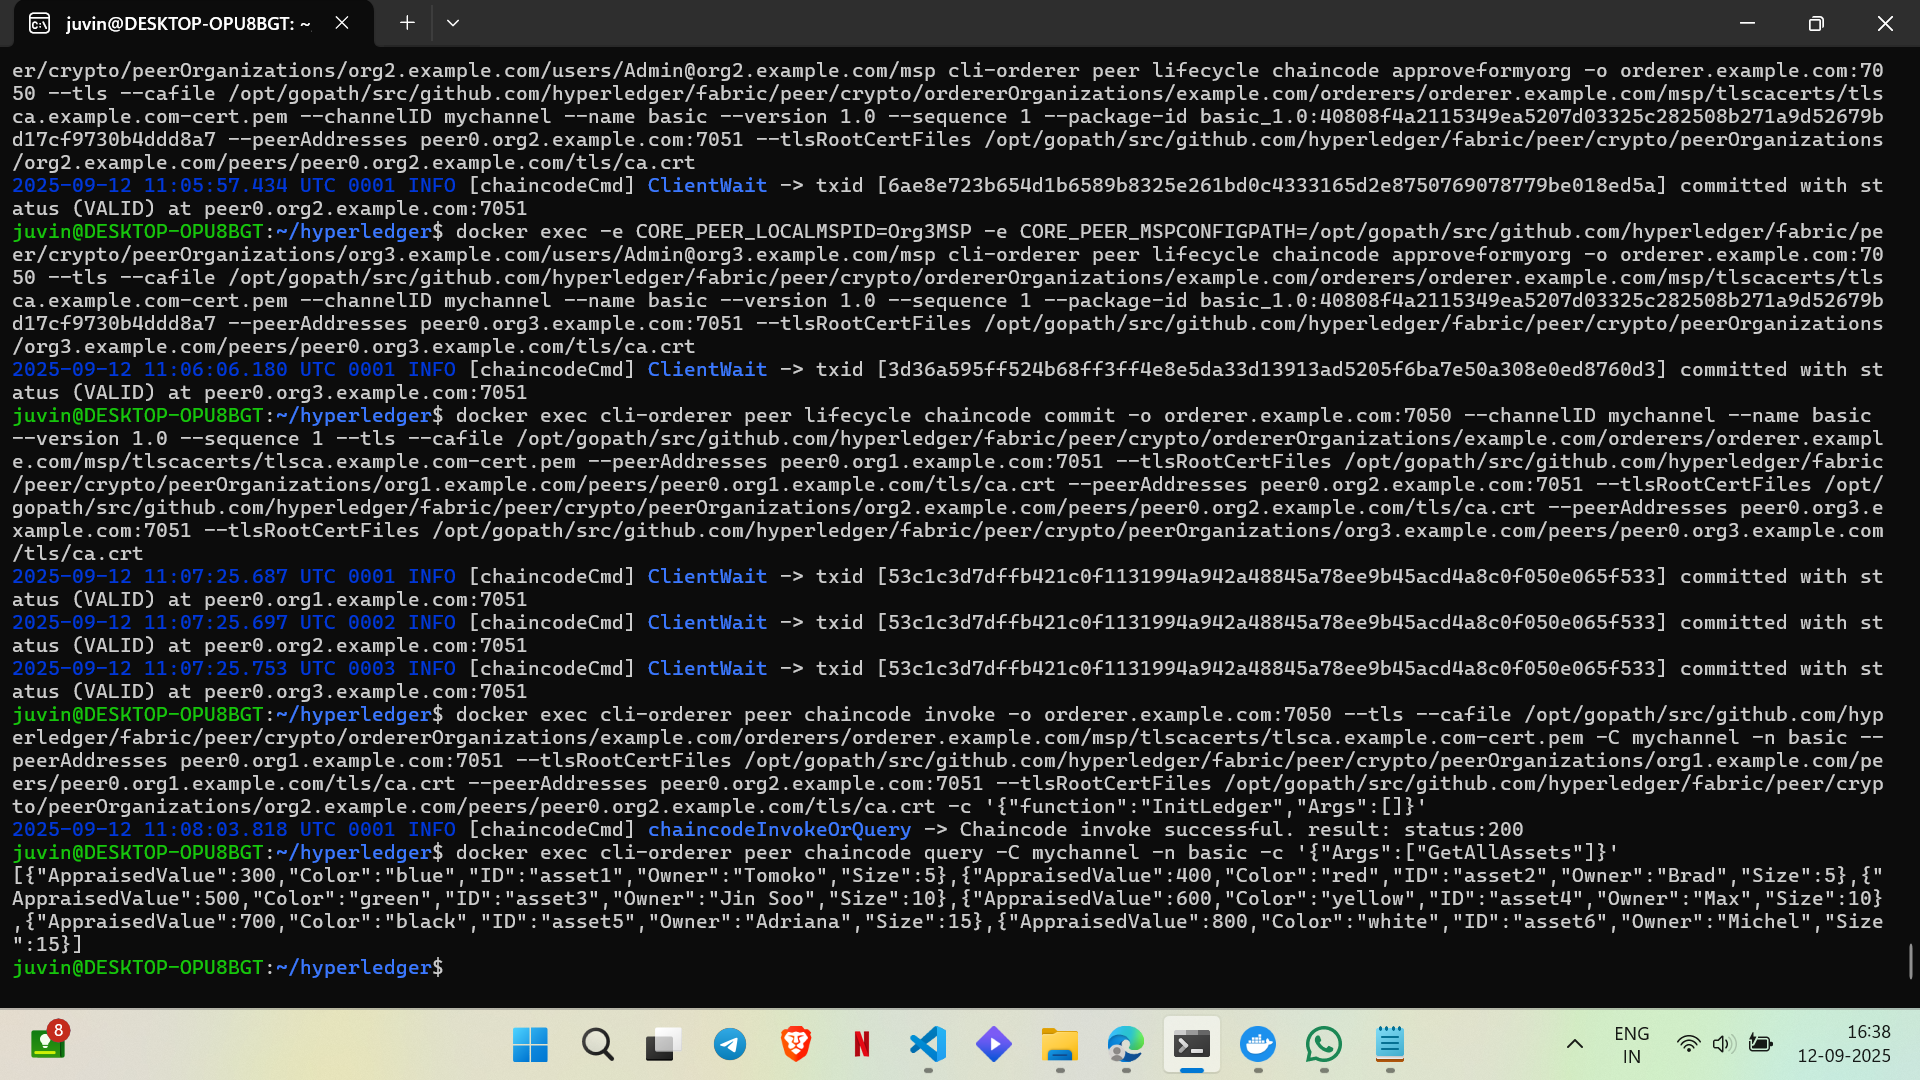 juvin@DESKTOP-OPU8BGT: ~
er/crypto/peerOrganizations/org2.example.com/users/Admin@org2.example.com/msp cli-orderer peer lifecycle chaincode approveformyorg -o orderer.example.com:70
50 --tls --cafile /opt/gopath/src/github.com/hyperledger/fabric/peer/crypto/ordererOrganizations/example.com/orderers/orderer.example.com/msp/tlscacerts/tls
ca.example.com-cert.pem --channelID mychannel --name basic --version 1.0 --sequence 1 --package-id basic_1.0:40808f4a2115349ea5207d03325c282508b271a9d52679b
d17cf9730b4ddd8a7 --peerAddresses peer0.org2.example.com:7051 --tlsRootCertFiles /opt/gopath/src/github.com/hyperledger/fabric/peer/crypto/peerOrganizations
/org2.example.com/peers/peer0.org2.example.com/tls/ca.crt
2025-09-12 11:05:57.434 UTC 0001 INFO [chaincodeCmd] ClientWait -> txid [6ae8e723b654d1b6589b8325e261bd0c4333165d2e8750769078779be018ed5a] committed with st
atus (VALID) at peer0.org2.example.com:7051
juvin@DESKTOP-OPU8BGT:~/hyperledger$ docker exec -e CORE_PEER_LOCALMSPID=Org3MSP -e CORE_PEER_MSPCONFIGPATH=/opt/gopath/src/github.com/hyperledger/fabric/pe
er/crypto/peerOrganizations/org3.example.com/users/Admin@org3.example.com/msp cli-orderer peer lifecycle chaincode approveformyorg -o orderer.example.com:70
50 --tls --cafile /opt/gopath/src/github.com/hyperledger/fabric/peer/crypto/ordererOrganizations/example.com/orderers/orderer.example.com/msp/tlscacerts/tls
ca.example.com-cert.pem --channelID mychannel --name basic --version 1.0 --sequence 1 --package-id basic_1.0:40808f4a2115349ea5207d03325c282508b271a9d52679b
d17cf9730b4ddd8a7 --peerAddresses peer0.org3.example.com:7051 --tlsRootCertFiles /opt/gopath/src/github.com/hyperledger/fabric/peer/crypto/peerOrganizations
/org3.example.com/peers/peer0.org3.example.com/tls/ca.crt
2025-09-12 11:06:06.180 UTC 0001 INFO [chaincodeCmd] ClientWait -> txid [3d36a595ff524b68ff3ff4e8e5da33d13913ad5205f6ba7e50a308e0ed8760d3] committed with st
atus (VALID) at peer0.org3.example.com:7051
juvin@DESKTOP-OPU8BGT:~/hyperledger$ docker exec cli-orderer peer lifecycle chaincode commit -o orderer.example.com:7050 --channelID mychannel --name basic
--version 1.0 --sequence 1 --tls --cafile /opt/gopath/src/github.com/hyperledger/fabric/peer/crypto/ordererOrganizations/example.com/orderers/orderer.exampl
e.com/msp/tlscacerts/tlsca.example.com-cert.pem --peerAddresses peer0.org1.example.com:7051 --tlsRootCertFiles /opt/gopath/src/github.com/hyperledger/fabric
/peer/crypto/peerOrganizations/org1.example.com/peers/peer0.org1.example.com/tls/ca.crt --peerAddresses peer0.org2.example.com:7051 --tlsRootCertFiles /opt/
gopath/src/github.com/hyperledger/fabric/peer/crypto/peerOrganizations/org2.example.com/peers/peer0.org2.example.com/tls/ca.crt --peerAddresses peer0.org3.e
xample.com:7051 --tlsRootCertFiles /opt/gopath/src/github.com/hyperledger/fabric/peer/crypto/peerOrganizations/org3.example.com/peers/peer0.org3.example.com
/tls/ca.crt
2025-09-12 11:07:25.687 UTC 0001 INFO [chaincodeCmd] ClientWait -> txid [53c1c3d7dffb421c0f1131994a942a48845a78ee9b45acd4a8c0f050e065f533] committed with st
atus (VALID) at peer0.org1.example.com:7051
2025-09-12 11:07:25.697 UTC 0002 INFO [chaincodeCmd] ClientWait -> txid [53c1c3d7dffb421c0f1131994a942a48845a78ee9b45acd4a8c0f050e065f533] committed with st
atus (VALID) at peer0.org2.example.com:7051
2025-09-12 11:07:25.753 UTC 0003 INFO [chaincodeCmd] ClientWait -> txid [53c1c3d7dffb421c0f1131994a942a48845a78ee9b45acd4a8c0f050e065f533] committed with st
atus (VALID) at peer0.org3.example.com:7051
juvin@DESKTOP-OPU8BGT:~/hyperledger$ docker exec cli-orderer peer chaincode invoke -o orderer.example.com:7050 --tls --cafile /opt/gopath/src/github.com/hyp
erledger/fabric/peer/crypto/ordererOrganizations/example.com/orderers/orderer.example.com/msp/tlscacerts/tlsca.example.com-cert.pem -C mychannel -n basic --
peerAddresses peer0.org1.example.com:7051 --tlsRootCertFiles /opt/gopath/src/github.com/hyperledger/fabric/peer/crypto/peerOrganizations/org1.example.com/pe
ers/peer0.org1.example.com/tls/ca.crt --peerAddresses peer0.org2.example.com:7051 --tlsRootCertFiles /opt/gopath/src/github.com/hyperledger/fabric/peer/cryp
to/peerOrganizations/org2.example.com/peers/peer0.org2.example.com/tls/ca.crt -c '{"function":"InitLedger","Args":[]}'
2025-09-12 11:08:03.818 UTC 0001 INFO [chaincodeCmd] chaincodeInvokeOrQuery -> Chaincode invoke successful. result: status:200
juvin@DESKTOP-OPU8BGT:~/hyperledger$ docker exec cli-orderer peer chaincode query -C mychannel -n basic -c '{"Args":["GetAllAssets"]}'
[{"AppraisedValue":300,"Color":"blue","ID":"asset1","Owner":"Tomoko","Size":5},{"AppraisedValue":400,"Color":"red","ID":"asset2","Owner":"Brad","Size":5},{"
AppraisedValue":500,"Color":"green","ID":"asset3","Owner":"Jin Soo","Size":10},{"AppraisedValue":600,"Color":"yellow","ID":"asset4","Owner":"Max","Size":10}
,{"AppraisedValue":700,"Color":"black","ID":"asset5","Owner":"Adriana","Size":15},{"AppraisedValue":800,"Color":"white","ID":"asset6","Owner":"Michel","Size
":15}]
juvin@DESKTOP-OPU8BGT:~/hyperledger$
8
N
ENG
IN
16:38
12-09-2025